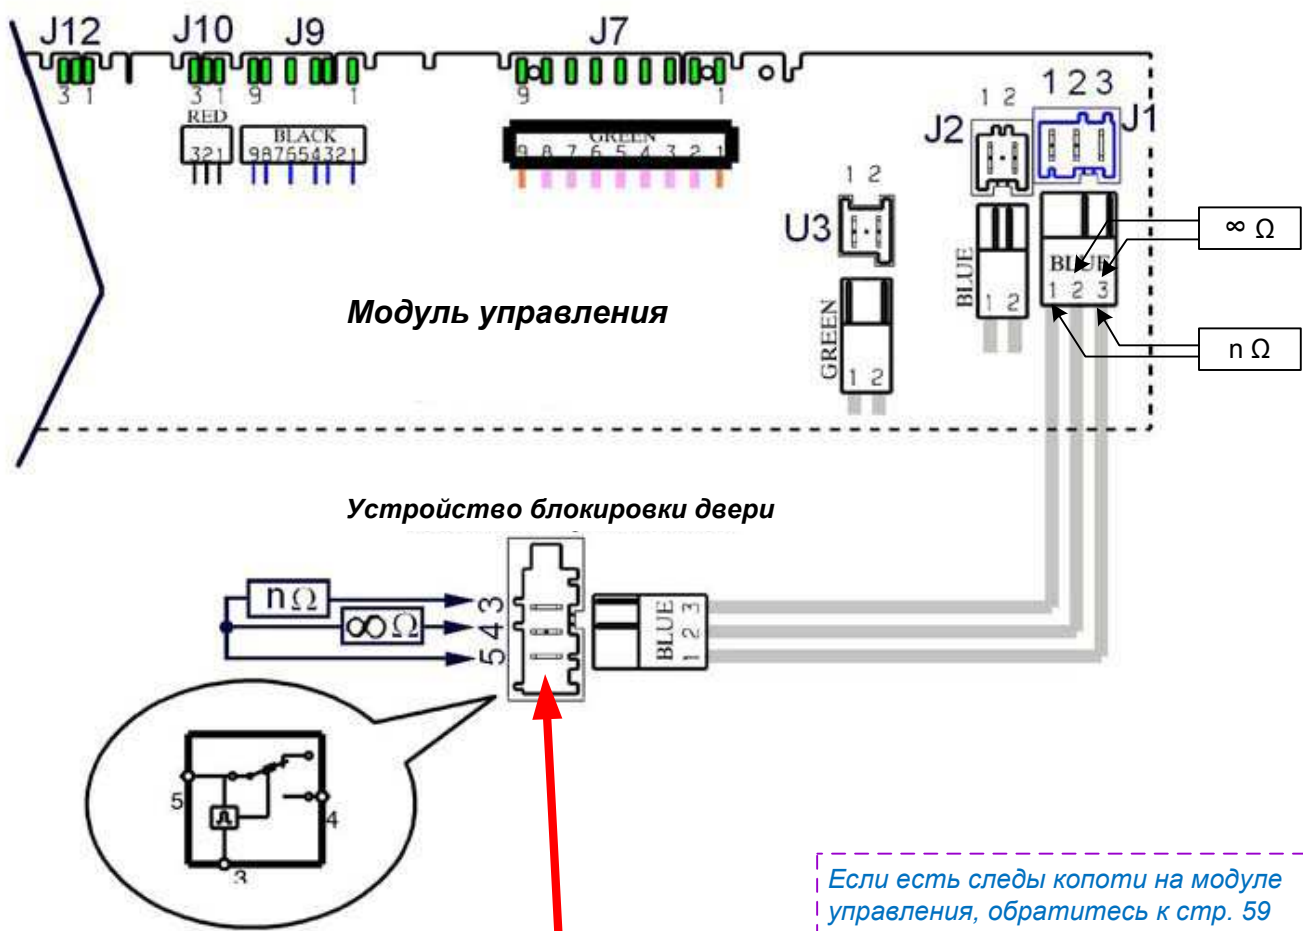 J12 J10 J9 J7
3 1 3 1 9 1 9 1
RED BLACK GREEN
321 987654321 9 8 7 6 5 4 3 2 1
1 2 1 2 3
J2 J1
1 2
U3
∞ Ω
BLUE BLUE
1 2 1 2 3
Модуль управления
n Ω
GREEN
1 2
Устройство блокировки двери
nΩ 3
∞Ω 4
5
BLUE
3 2 1
5 4
3
Если есть следы копоти на модуле
управления, обратитесь к стр. 59